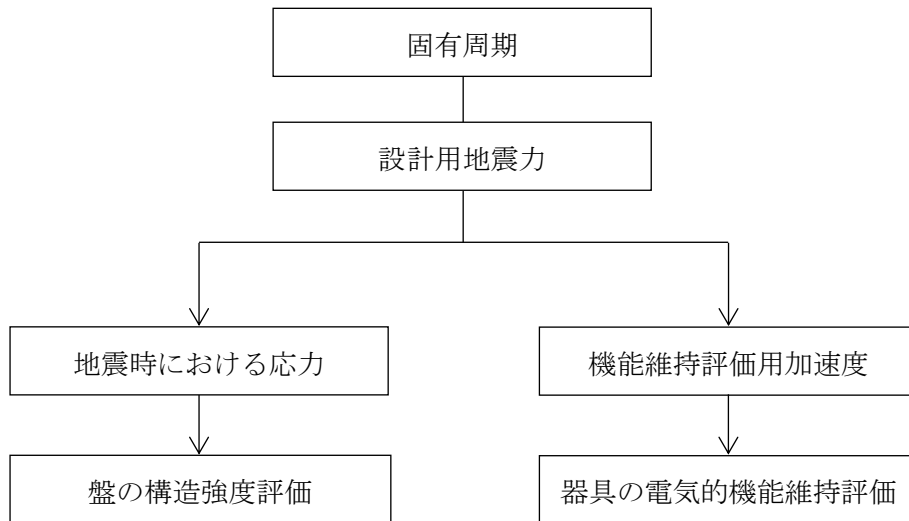 固有周期
設計用地震力
地震時における応力
機能維持評価用加速度
盤の構造強度評価
器具の電気的機能維持評価